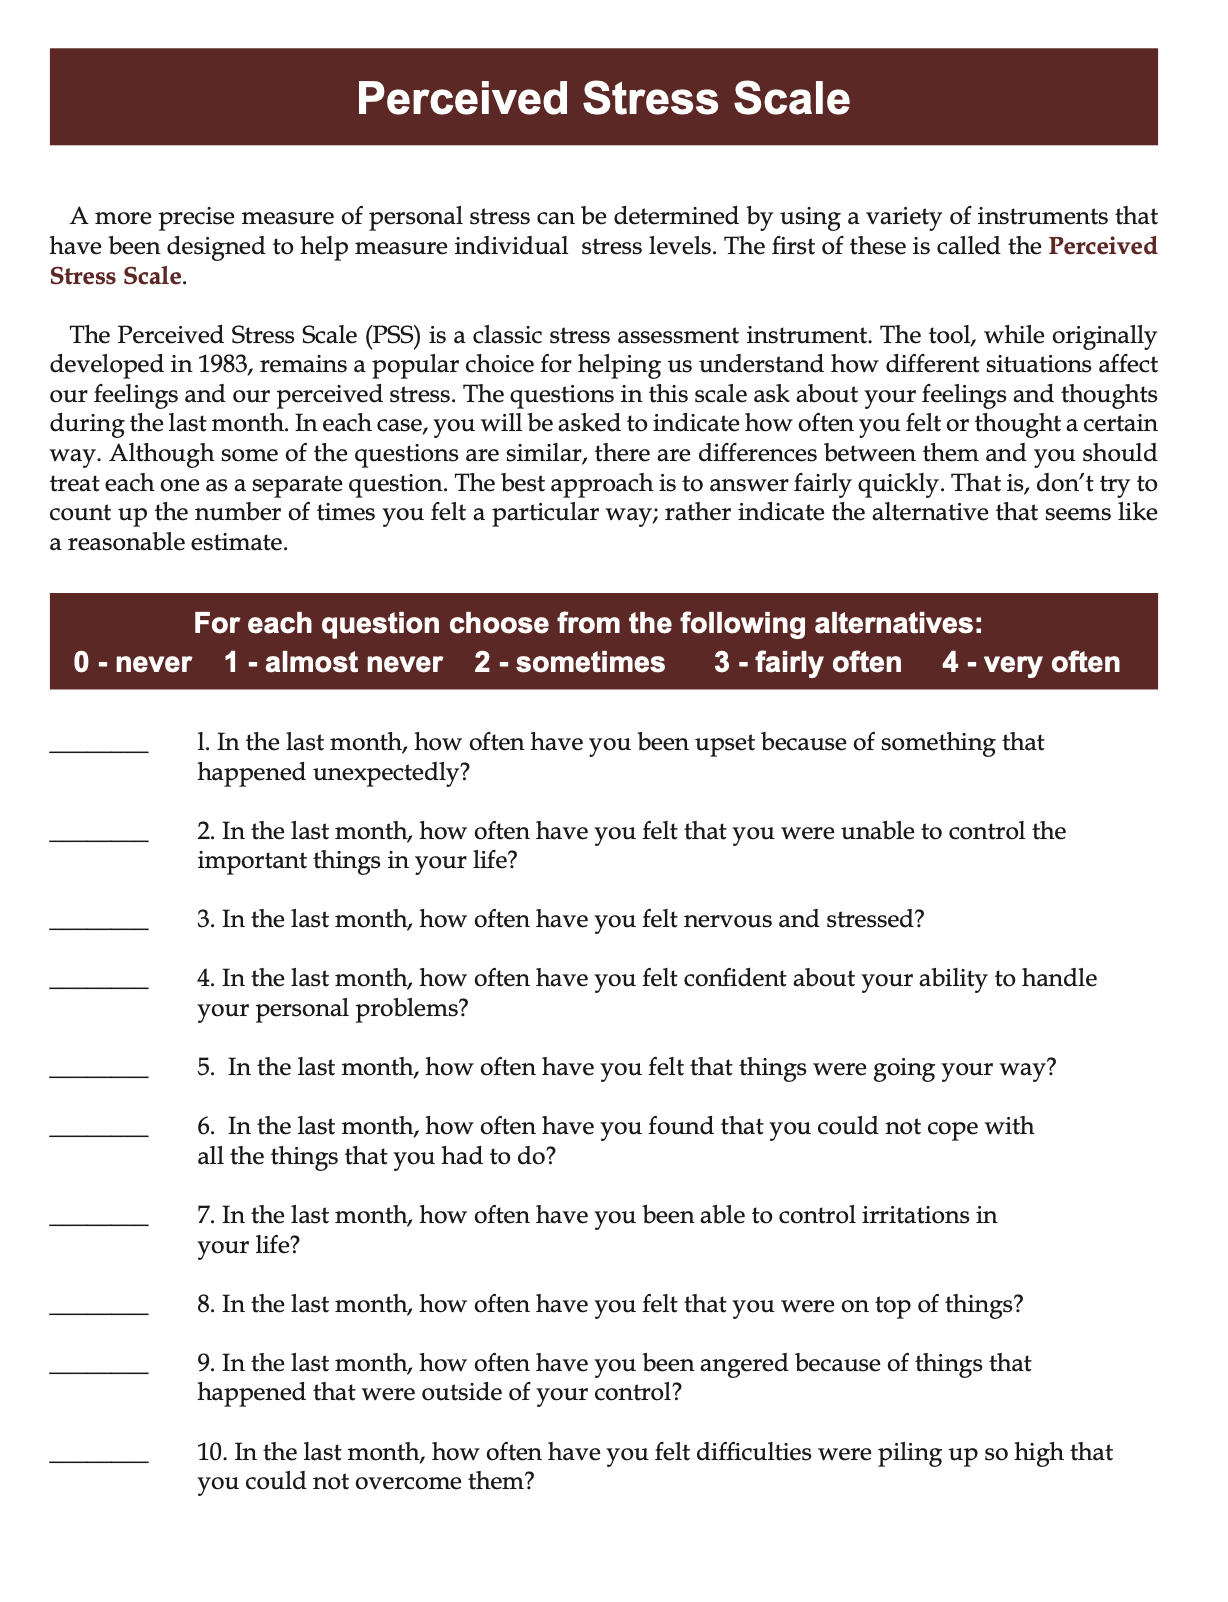 Perceived Stress Scale
A more precise measure of personal stress can be determined by using a variety of instruments that
have been designed to help measure individual  stress levels. The first of these is called the Perceived
Stress Scale.
The Perceived Stress Scale (PSS) is a classic stress assessment instrument. The tool, while originally
developed in 1983, remains a popular choice for helping us understand how different situations affect
our feelings and our perceived stress. The questions in this scale ask about your feelings and thoughts
during the last month. In each case, you will be asked to indicate how often you felt or thought a certain
way. Although some of the questions are similar, there are differences between them and you should
treat each one as a separate question. The best approach is to answer fairly quickly. That is, don’t try to
count up the number of times you felt a particular way; rather indicate the alternative that seems like
a reasonable estimate.
For each question choose from the following alternatives:
0 - never 1 - almost never 2 - sometimes 3 - fairly often 4 - very often
________ l. In the last month, how often have you been upset because of something that
happened unexpectedly?
________ 2. In the last month, how often have you felt that you were unable to control the
important things in your life?
________ 3. In the last month, how often have you felt nervous and stressed?
________ 4. In the last month, how often have you felt confident about your ability to handle
your personal problems?
________ 5.  In the last month, how often have you felt that things were going your way?
________ 6.  In the last month, how often have you found that you could not cope with
all the things that you had to do?
________ 7. In the last month, how often have you been able to control irritations in
your life?
________ 8. In the last month, how often have you felt that you were on top of things?
________ 9. In the last month, how often have you been angered because of things that
happened that were outside of your control?
________ 10. In the last month, how often have you felt difficulties were piling up so high that
you could not overcome them?